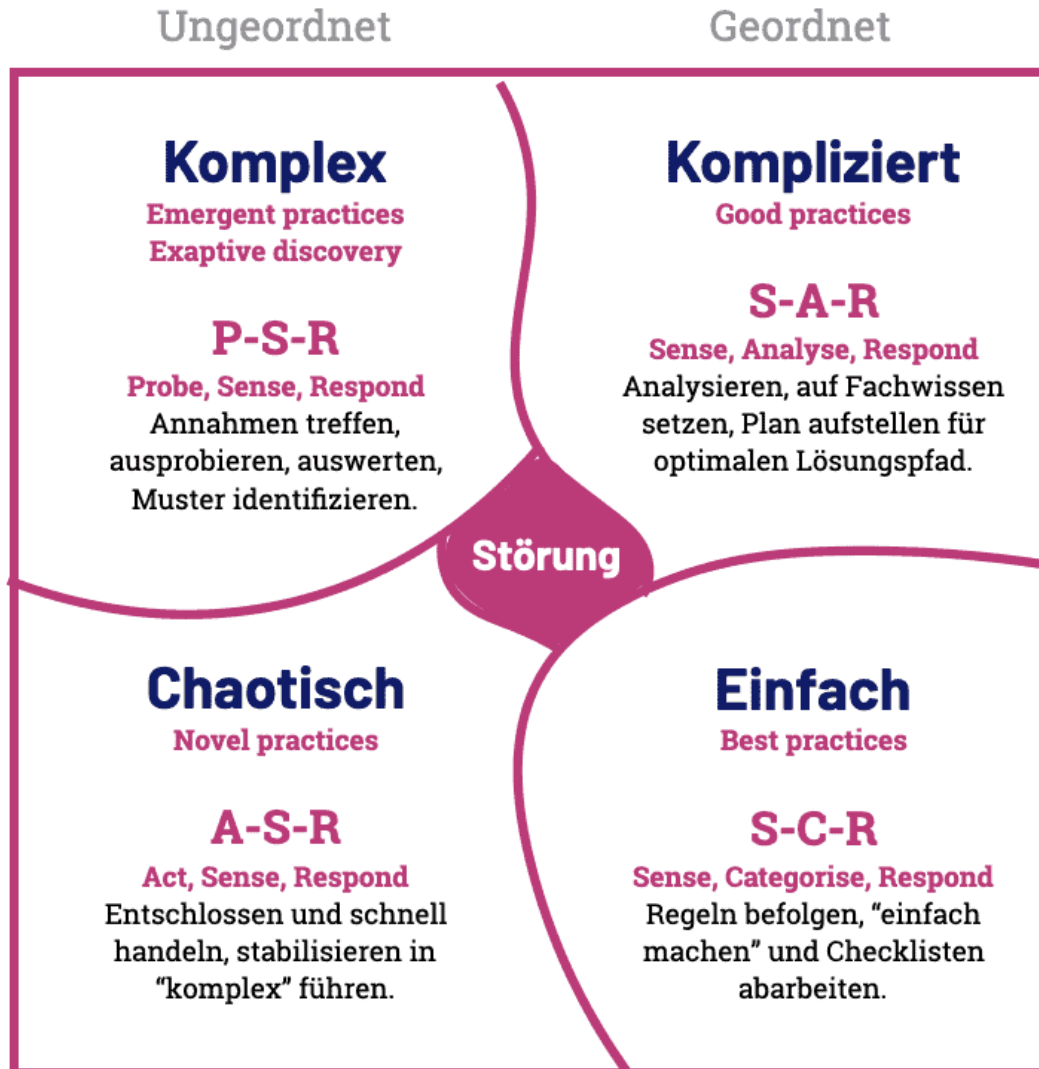 Ungeordnet
Geordnet
Komplex
Emergent practices
Exaptive discovery
P-S-R
Probe, Sense, Respond
Annahmen treffen,
ausprobieren, auswerten,
Muster identifizieren.
Kompliziert
Good practices
S-A-R
Sense, Analyse, Respond
Analysieren, auf Fachwissen
setzen, Plan aufstellen für
optimalen Lösungspfad.
Störung
Chaotisch
Novel practices
A-S-R
Act, Sense, Respond
Entschlossen und schnell
handeln, stabilisieren in
“komplex” führen.
Einfach
Best practices
S-C-R
Sense, Categorise, Respond
Regeln befolgen, “einfach
machen” und Checklisten
abarbeiten.